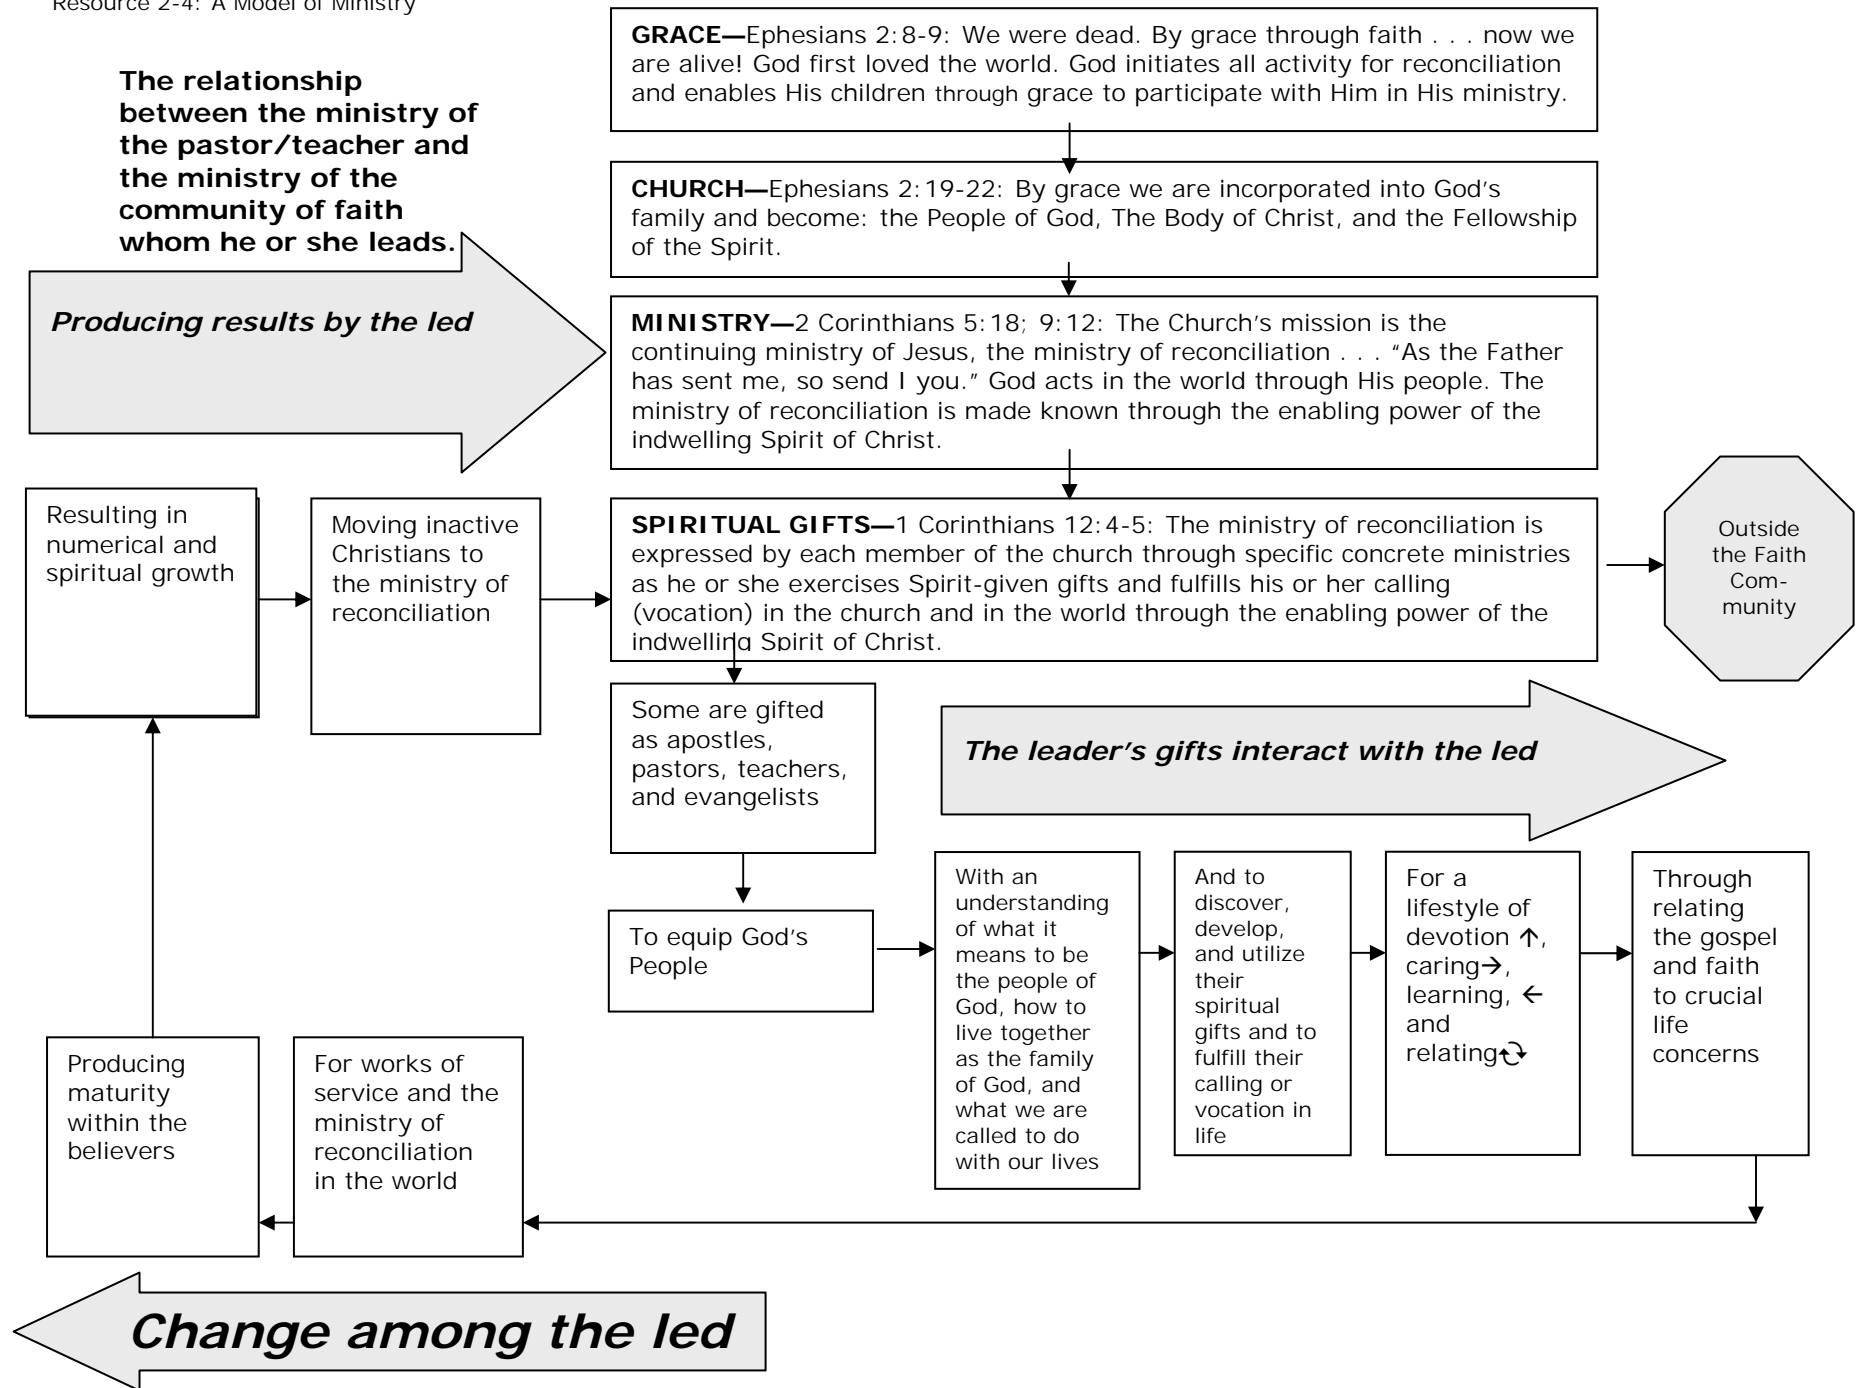 Resource 2-4: A Model of Ministry
The relationship
between the ministry of
the pastor/teacher and
the ministry of the
community of faith
whom he or she leads.
GRACE—Ephesians 2:8-9: We were dead. By grace through faith . . . now we
are alive! God first loved the world. God initiates all activity for reconciliation
and enables His children through grace to participate with Him in His ministry.
CHURCH—Ephesians 2:19-22: By grace we are incorporated into God's
family and become: the People of God, The Body of Christ, and the Fellowship
of the Spirit.
Producing results by the led
MINISTRY—2 Corinthians 5:18; 9:12: The Church's mission is the
continuing ministry of Jesus, the ministry of reconciliation . . . "As the Father
has sent me, so send I you." God acts in the world through His people. The
ministry of reconciliation is made known through the enabling power of the
indwelling Spirit of Christ.
Resulting in
numerical and
spiritual growth
Moving inactive
Christians to
the ministry of
reconciliation
SPIRITUAL GIFTS—1 Corinthians 12:4-5: The ministry of reconciliation is
expressed by each member of the church through specific concrete ministries
as he or she exercises Spirit-given gifts and fulfills his or her calling
(vocation) in the church and in the world through the enabling power of the
indwelling Spirit of Christ.
Outside
the Faith
Com-
munity
Some are gifted
as apostles,
pastors, teachers,
and evangelists
The leader's gifts interact with the led
To equip God's
People
With an
understanding
of what it
means to be
the people of
God, how to
live together
as the family
of God, and
what we are
called to do
with our lives
And to
discover,
develop,
and utilize
their
spiritual
gifts and to
fulfill their
calling or
vocation in
life
For a
lifestyle of
devotion ↑,
caring→,
learning, ←
and
relating🗘
Through
relating
the gospel
and faith
to crucial
life
concerns
Producing
maturity
within the
believers
For works of
service and the
ministry of
reconciliation
in the world
Change among the led